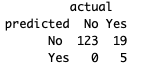 actual
predicted No Yes
No 123 19
Yes 0 5